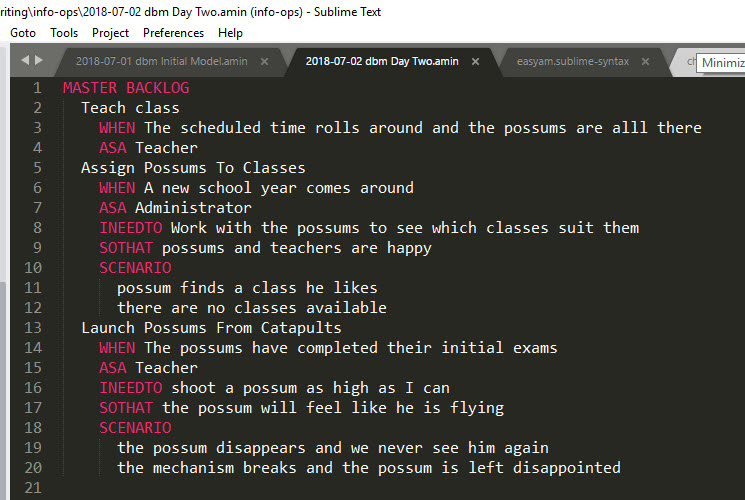 riting\info-ops\2018-07-02 dbm Day Two.amin (info-ops) - Sublime Text
Goto Tools Project Preferences Help
2018-07-01 dbm Initial Model.amin × 2018-07-02 dbm Day Two.amin × easyam.sublime-syntax × ch Minimiz
1 MASTER BACKLOG
2 Teach class
3 WHEN The scheduled time rolls around and the possums are alll there
4 ASA Teacher
5 Assign Possums To Classes
6 WHEN A new school year comes around
7 ASA Administrator
8 INEEDTO Work with the possums to see which classes suit them
9 SOTHAT possums and teachers are happy
10 SCENARIO
11 possum finds a class he likes
12 there are no classes available
13 Launch Possums From Catapults
14 WHEN The possums have completed their initial exams
15 ASA Teacher
16 INEEDTO shoot a possum as high as I can
17 SOTHAT the possum will feel like he is flying
18 SCENARIO
19 the possum disappears and we never see him again
20 the mechanism breaks and the possum is left disappointed
21